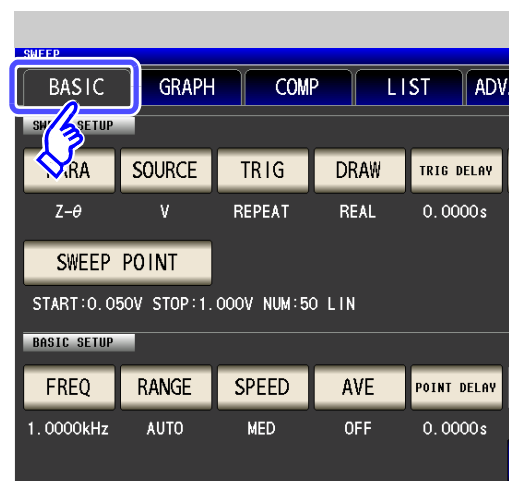 SWEEP
BASIC GRAPH COMP LIST ADV
SETUP
SOURCE TRIG DRAW TRIG DELAY
Z-θ V REPEAT REAL 0.0000s
SWEEP POINT
START:0.050V STOP:1.000V NUM:50 LIN
BASIC SETUP
FREQ RANGE SPEED AVE POINT DELAY
1.0000kHz AUTO MED OFF 0.0000s